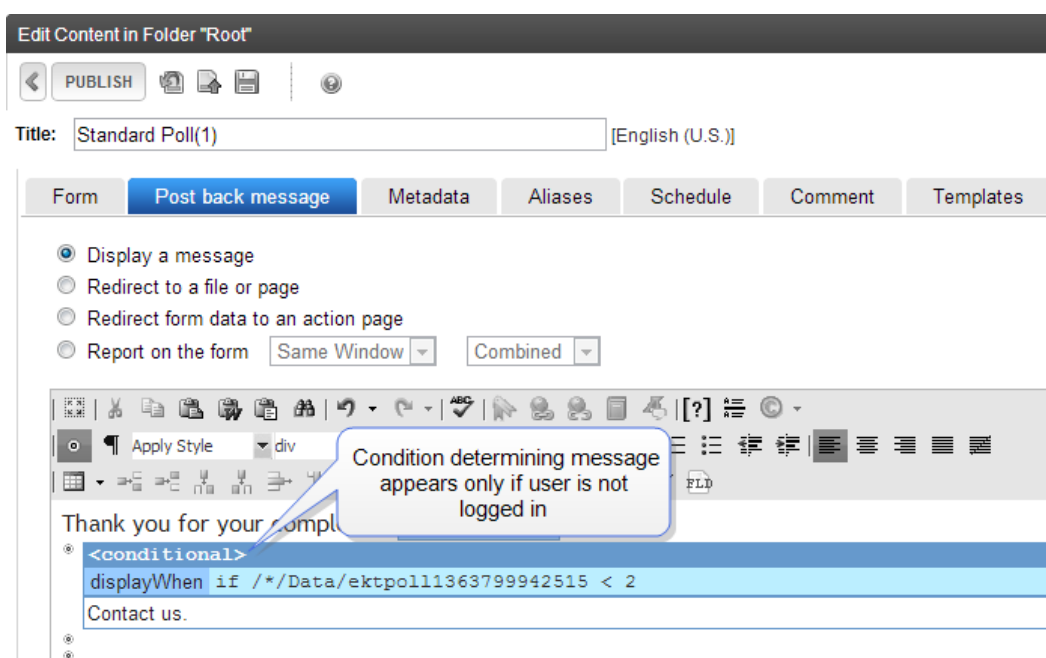 Edit Content in Folder "Root"
PUBLISH
Title: Standard Poll(1) [English (U.S.)]
Form Post back message Metadata Aliases Schedule Comment Templates
Display a message
Redirect to a file or page
Redirect form data to an action page
Report on the form Same Window Combined
ABC [?] ©
¶ Apply Style div
FLD
Condition determining message
appears only if user is not
logged in
Thank you for your compl
<conditional>
displayWhen if /*/Data/ektpoll1363799942515 < 2
Contact us.